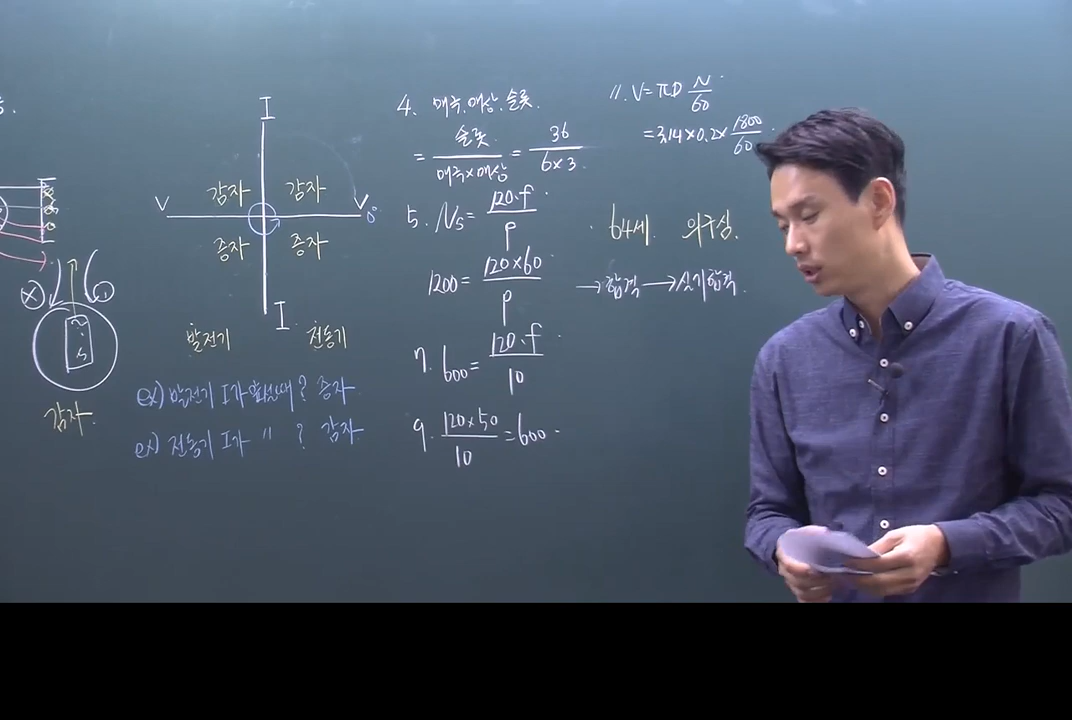 I
감자 감자
V V
증자 증자
I
발전기 전동기
ex) 발전기 I가 앞선때? 증자
ex) 전동기 I가 〃 ? 감자
X
N
S
감자
4. 매극.매상.슬롯.
= 슬롯 / 매극×매상 = 36 / 6×3
5. Ns = 120·f / P
1200 = 120×60 / P
7. 600 = 120·f / 10
9. 120×50 / 10 = 600
11. V = πD N/60
= 3.14×0.2× 1800/60
64세. 의구심.
→ 합격 → 실기합격